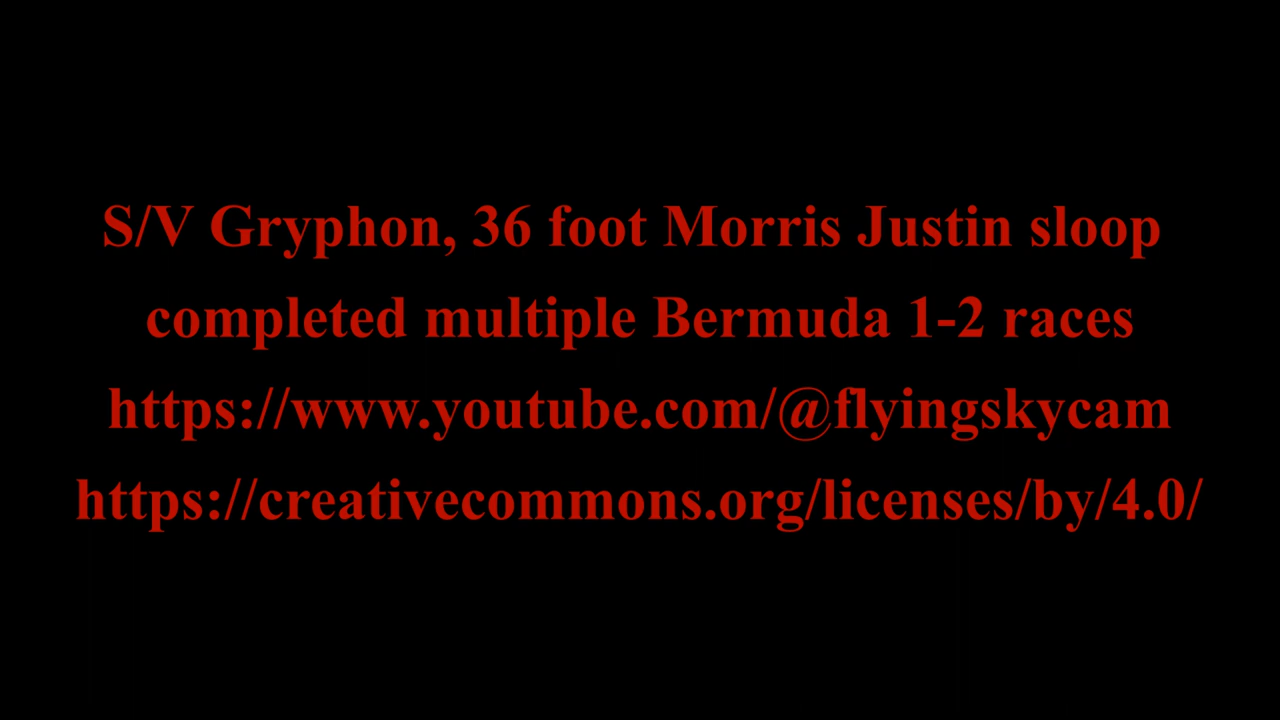 S/V Gryphon, 36 foot Morris Justin sloop
completed multiple Bermuda 1-2 races
https://www.youtube.com/@flyingskycam
https://creativecommons.org/licenses/by/4.0/